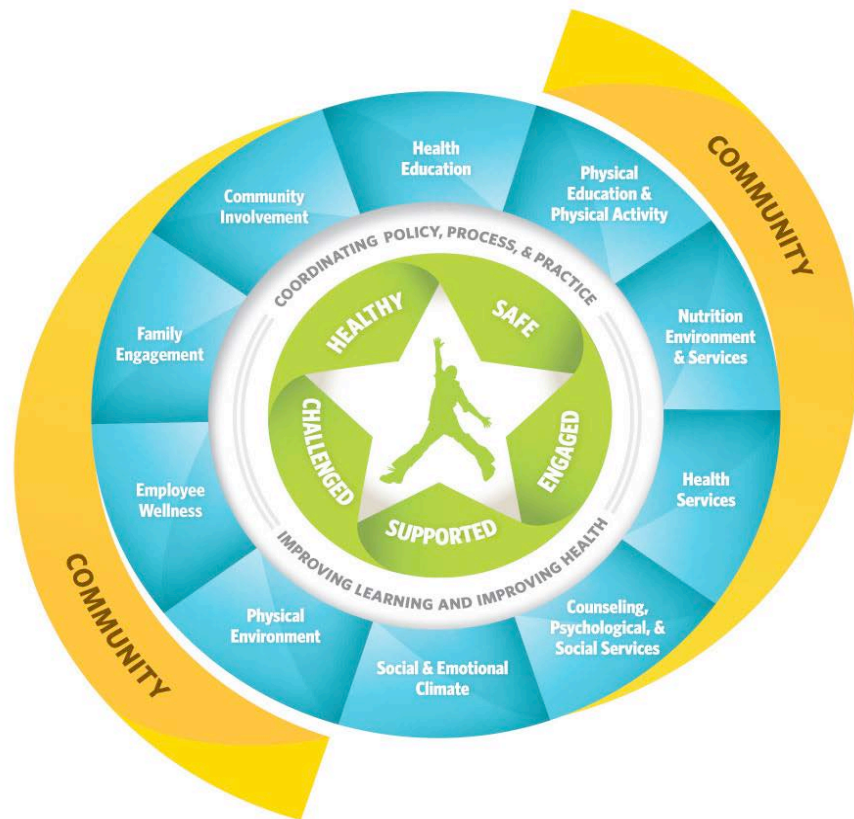 COMMUNITY
Health
Education
Physical
Education &
Physical Activity
Nutrition
Environment
& Services
Health
Services
Counseling,
Psychological, &
Social Services
Social & Emotional
Climate
Physical
Environment
Employee
Wellness
Family
Engagement
Community
Involvement
COORDINATING POLICY, PROCESS, & PRACTICE
IMPROVING LEARNING AND IMPROVING HEALTH
HEALTHY
SAFE
ENGAGED
SUPPORTED
CHALLENGED
COMMUNITY